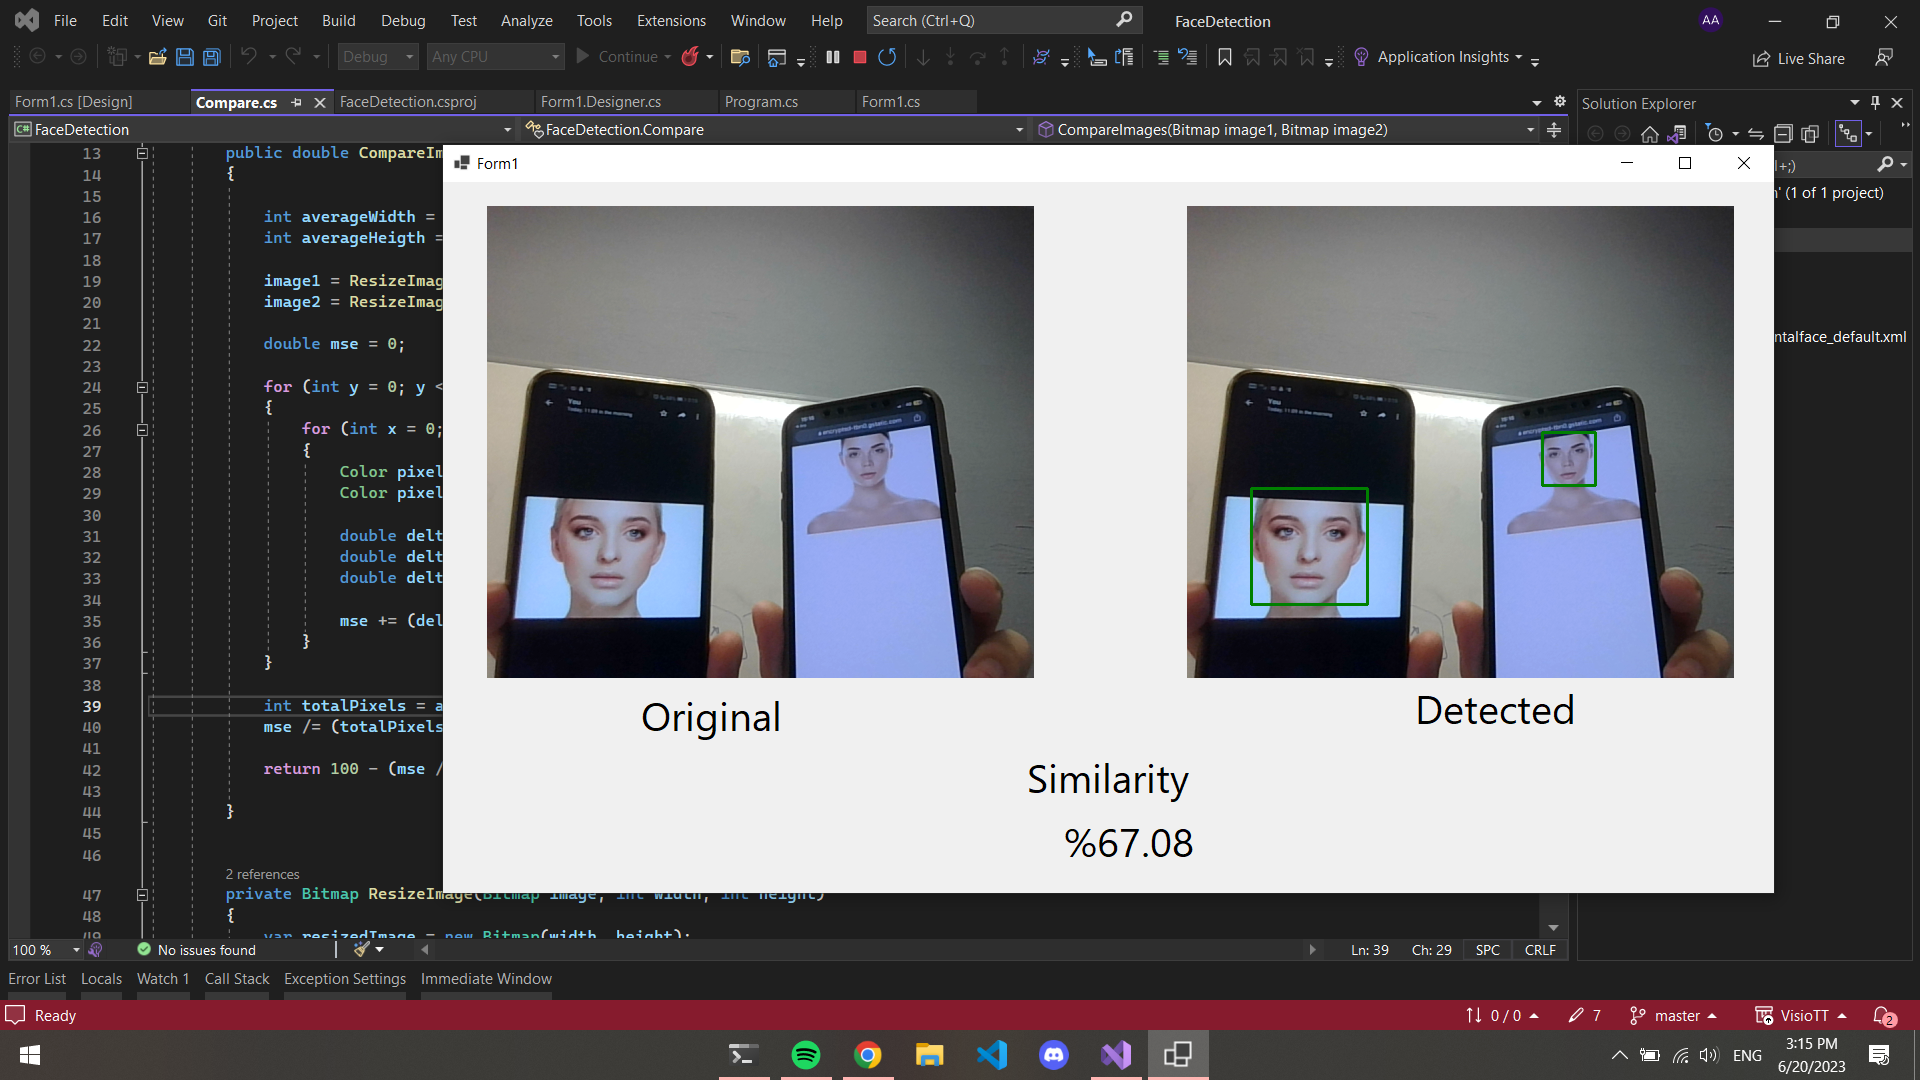 File Edit View Git Project Build Debug Test Analyze Tools Extensions Window Help Search (Ctrl+Q) FaceDetection AA
Debug Any CPU Continue Application Insights Live Share
Form1.cs [Design] Compare.cs FaceDetection.csproj Form1.Designer.cs Program.cs Form1.cs Solution Explorer
C# FaceDetection FaceDetection.Compare CompareImages(Bitmap image1, Bitmap image2)
13 public double CompareIm
14 {
15
16 int averageWidth =
17 int averageHeigth =
18
19 image1 = ResizeImag
20 image2 = ResizeImag
21
22 double mse = 0;
23
24 for (int y = 0; y <
25 {
26 for (int x = 0;
27 {
28 Color pixel
29 Color pixel
30
31 double delt
32 double delt
33 double delt
34
35 mse += (del
36 }
37 }
38
39 int totalPixels = a
40 mse /= (totalPixels
41
42 return 100 - (mse /
43
44 }
45
46
2 references
47 private Bitmap ResizeImage(Bitmap image, int width, int height)
48 {
49 var resizedImage = new Bitmap(width, height);
Form1
You
You
Original
Detected
Similarity
%67.08
+;)
' (1 of 1 project)
ntalface_default.xml
100 % No issues found Ln: 39 Ch: 29 SPC CRLF
Error List Locals Watch 1 Call Stack Exception Settings Immediate Window
Ready 0 / 0 7 master VisioTT 2
ENG 3:15 PM
6/20/2023